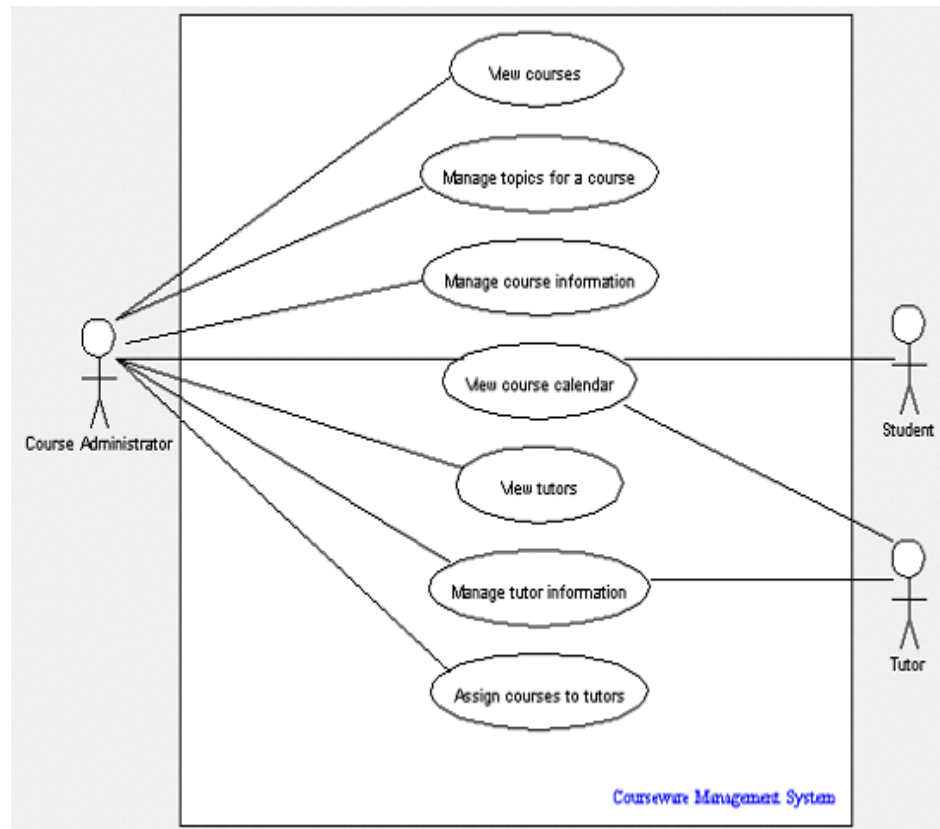 View courses
Manage topics for a course
Manage course information
View course calendar
Course Administrator
Student
View tutors
Manage tutor information
Tutor
Assign courses to tutors
Courseware Management System